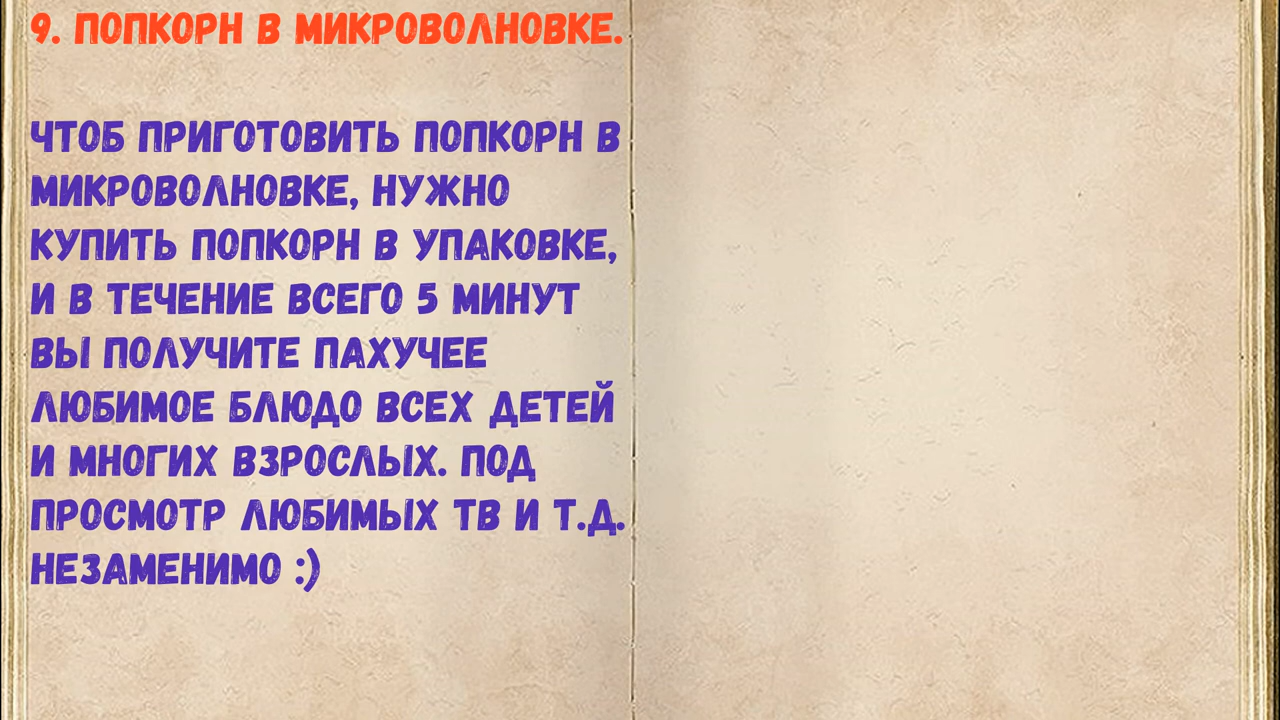 9. ПОПКОРН В МИКРОВОЛНОВКЕ.
ЧТОБ ПРИГОТОВИТЬ ПОПКОРН В
МИКРОВОЛНОВКЕ, НУЖНО
КУПИТЬ ПОПКОРН В УПАКОВКЕ,
И В ТЕЧЕНИЕ ВСЕГО 5 МИНУТ
ВЫ ПОЛУЧИТЕ ПАХУЧЕЕ
ЛЮБИМОЕ БЛЮДО ВСЕХ ДЕТЕЙ
И МНОГИХ ВЗРОСЛЫХ. ПОД
ПРОСМОТР ЛЮБИМЫХ ТВ И Т.Д.
НЕЗАМЕНИМО :)